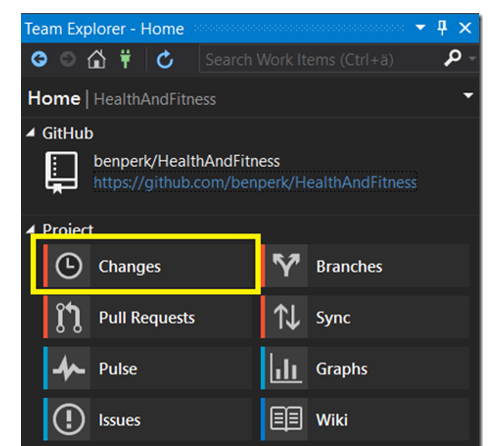 Team Explorer - Home
Search Work Items (Ctrl+ä)
Home | HealthAndFitness
GitHub
benperk/HealthAndFitness
https://github.com/benperk/HealthAndFitness
Project
Changes
Branches
Pull Requests
Sync
Pulse
Graphs
Issues
Wiki